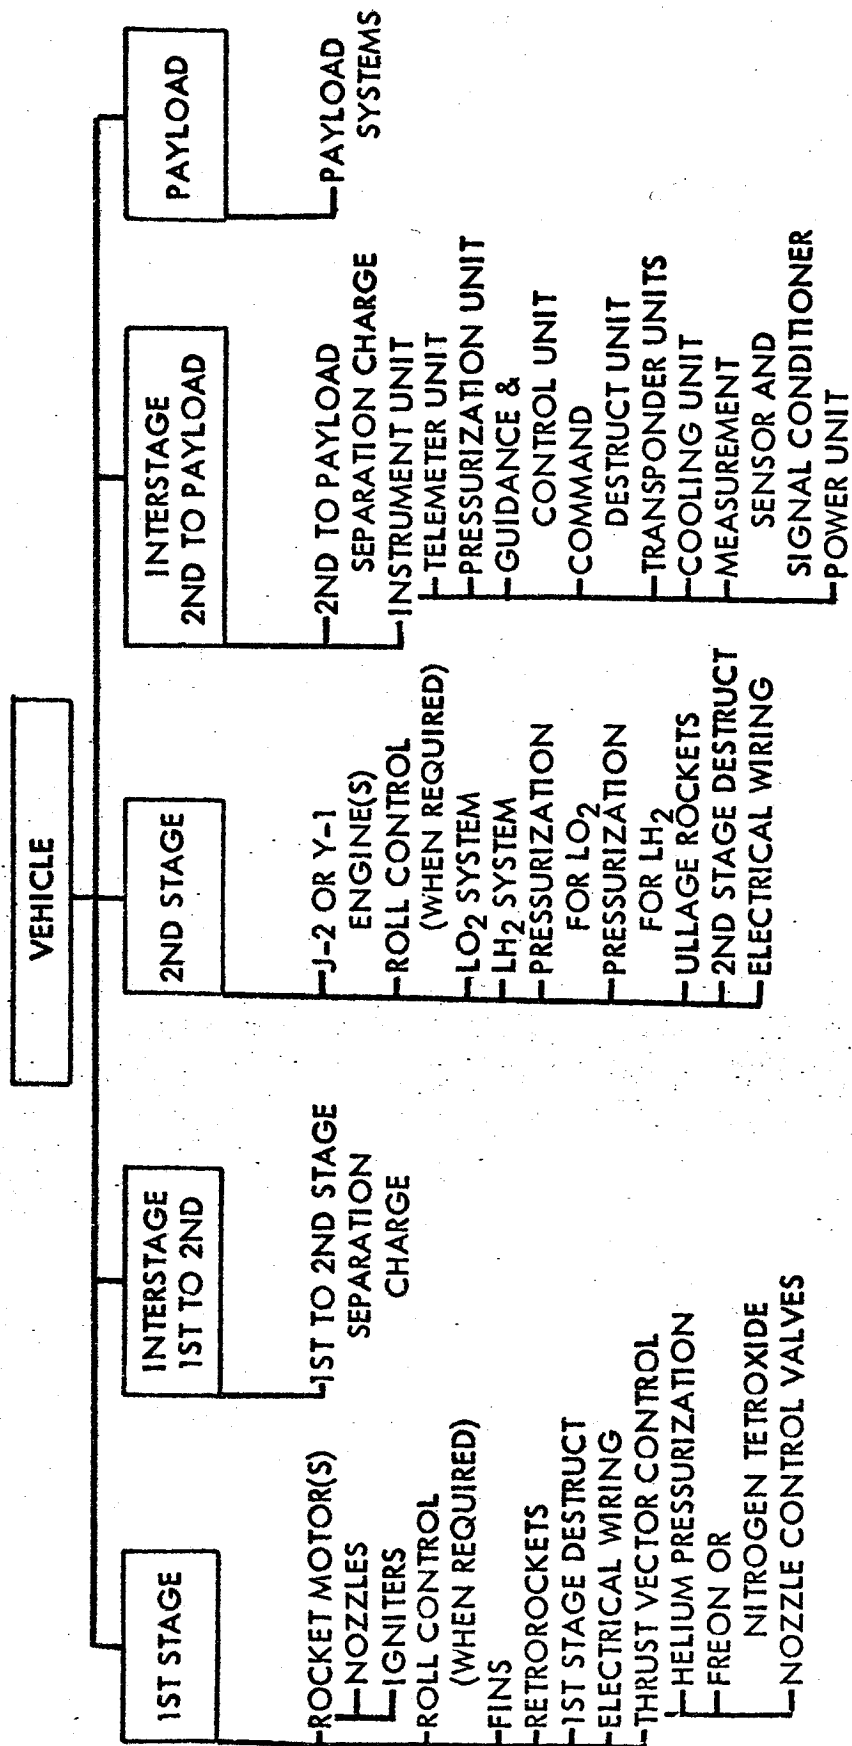 VEHICLE
1ST STAGE
ROCKET MOTOR(S)
NOZZLES
IGNITERS
ROLL CONTROL
(WHEN REQUIRED)
FINS
RETROROCKETS
1ST STAGE DESTRUCT
ELECTRICAL WIRING
THRUST VECTOR CONTROL
HELIUM PRESSURIZATION
FREON OR
NITROGEN TETROXIDE
NOZZLE CONTROL VALVES
INTERSTAGE
1ST TO 2ND
1ST TO 2ND STAGE
SEPARATION
CHARGE
2ND STAGE
J-2 OR Y-1
ENGINE(S)
ROLL CONTROL
(WHEN REQUIRED)
LO2 SYSTEM
LH2 SYSTEM
PRESSURIZATION
FOR LO2
PRESSURIZATION
FOR LH2
ULLAGE ROCKETS
2ND STAGE DESTRUCT
ELECTRICAL WIRING
INTERSTAGE
2ND TO PAYLOAD
2ND TO PAYLOAD
SEPARATION CHARGE
INSTRUMENT UNIT
TELEMETER UNIT
PRESSURIZATION UNIT
GUIDANCE &
CONTROL UNIT
COMMAND
DESTRUCT UNIT
TRANSPONDER UNITS
COOLING UNIT
MEASUREMENT
SENSOR AND
SIGNAL CONDITIONER
POWER UNIT
PAYLOAD
PAYLOAD
SYSTEMS